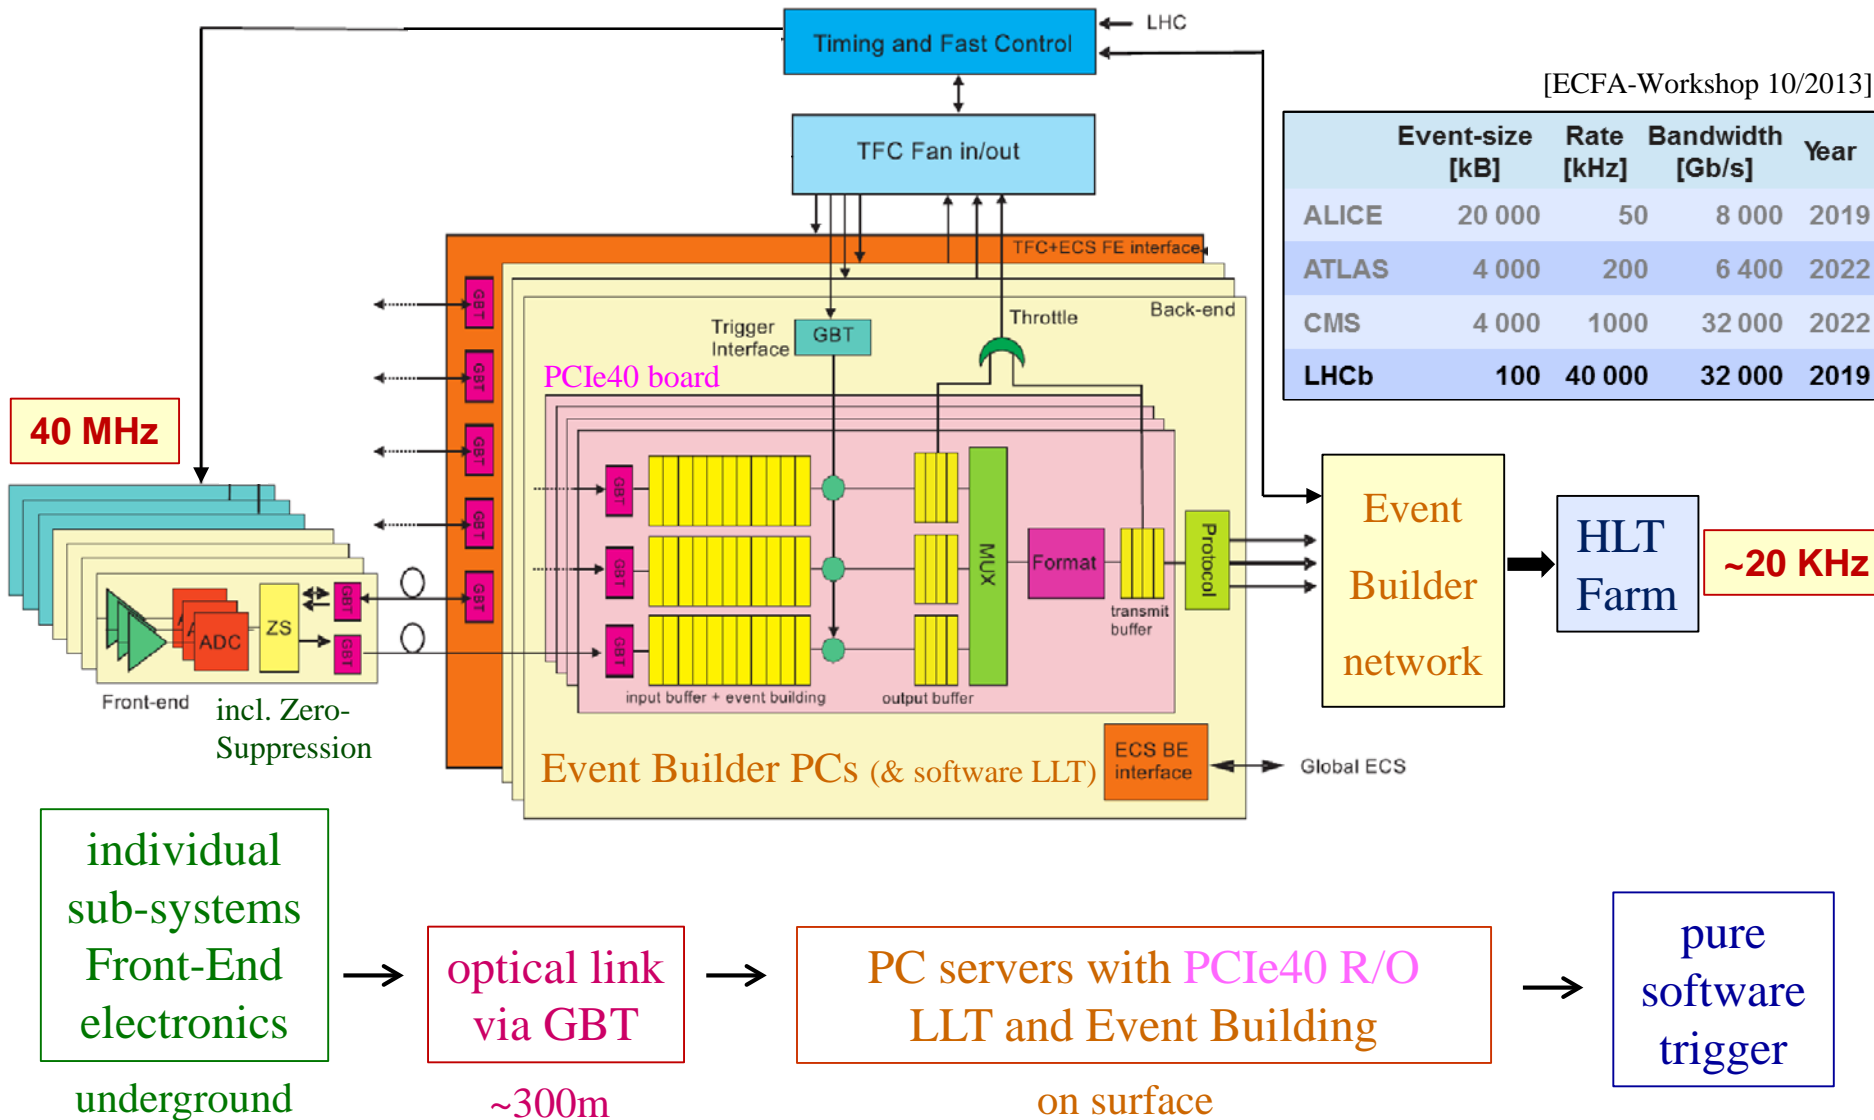 LHC
Timing and Fast Control
[ECFA-Workshop 10/2013]
TFC Fan in/out
Event-size [kB] Rate [kHz] Bandwidth [Gb/s] Year
ALICE 20 000 50 8 000 2019
ATLAS 4 000 200 6 400 2022
CMS 4 000 1000 32 000 2022
LHCb 100 40 000 32 000 2019
TFC+ECS FE interface
Back-end
GBT
GBT
GBT
GBT
GBT
Trigger
Interface
GBT
Throttle
PCIe40 board
40 MHz
GBT
GBT
GBT
MUX
Format
transmit
buffer
Protocol
input buffer + event building
output buffer
Event
Builder
network
HLT
Farm
~20 KHz
A
A
ADC
ZS
GBT
GBT
Front-end
incl. Zero-
Suppression
Event Builder PCs (& software LLT)
ECS BE
interface
Global ECS
individual
sub-systems
Front-End
electronics
underground
optical link
via GBT
~300m
PC servers with PCIe40 R/O
LLT and Event Building
on surface
pure
software
trigger